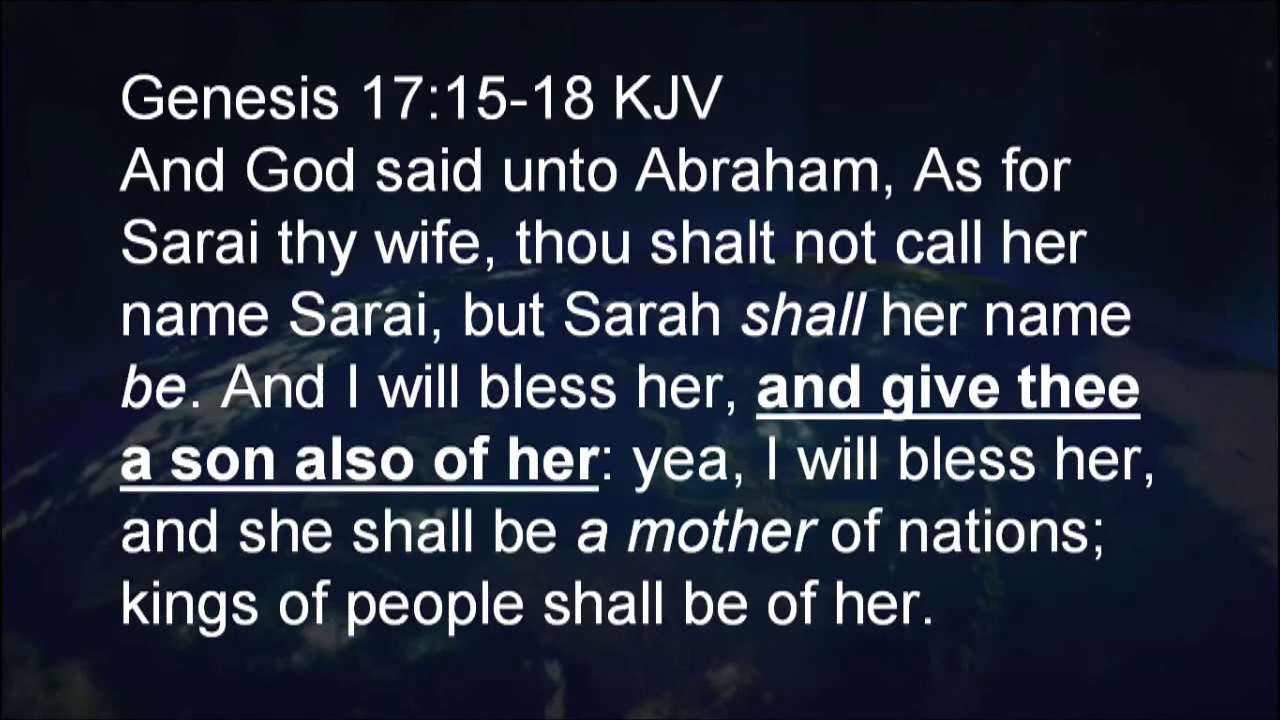 Genesis 17:15-18 KJV
And God said unto Abraham, As for
Sarai thy wife, thou shalt not call her
name Sarai, but Sarah shall her name
be. And I will bless her, and give thee
a son also of her: yea, I will bless her,
and she shall be a mother of nations;
kings of people shall be of her.